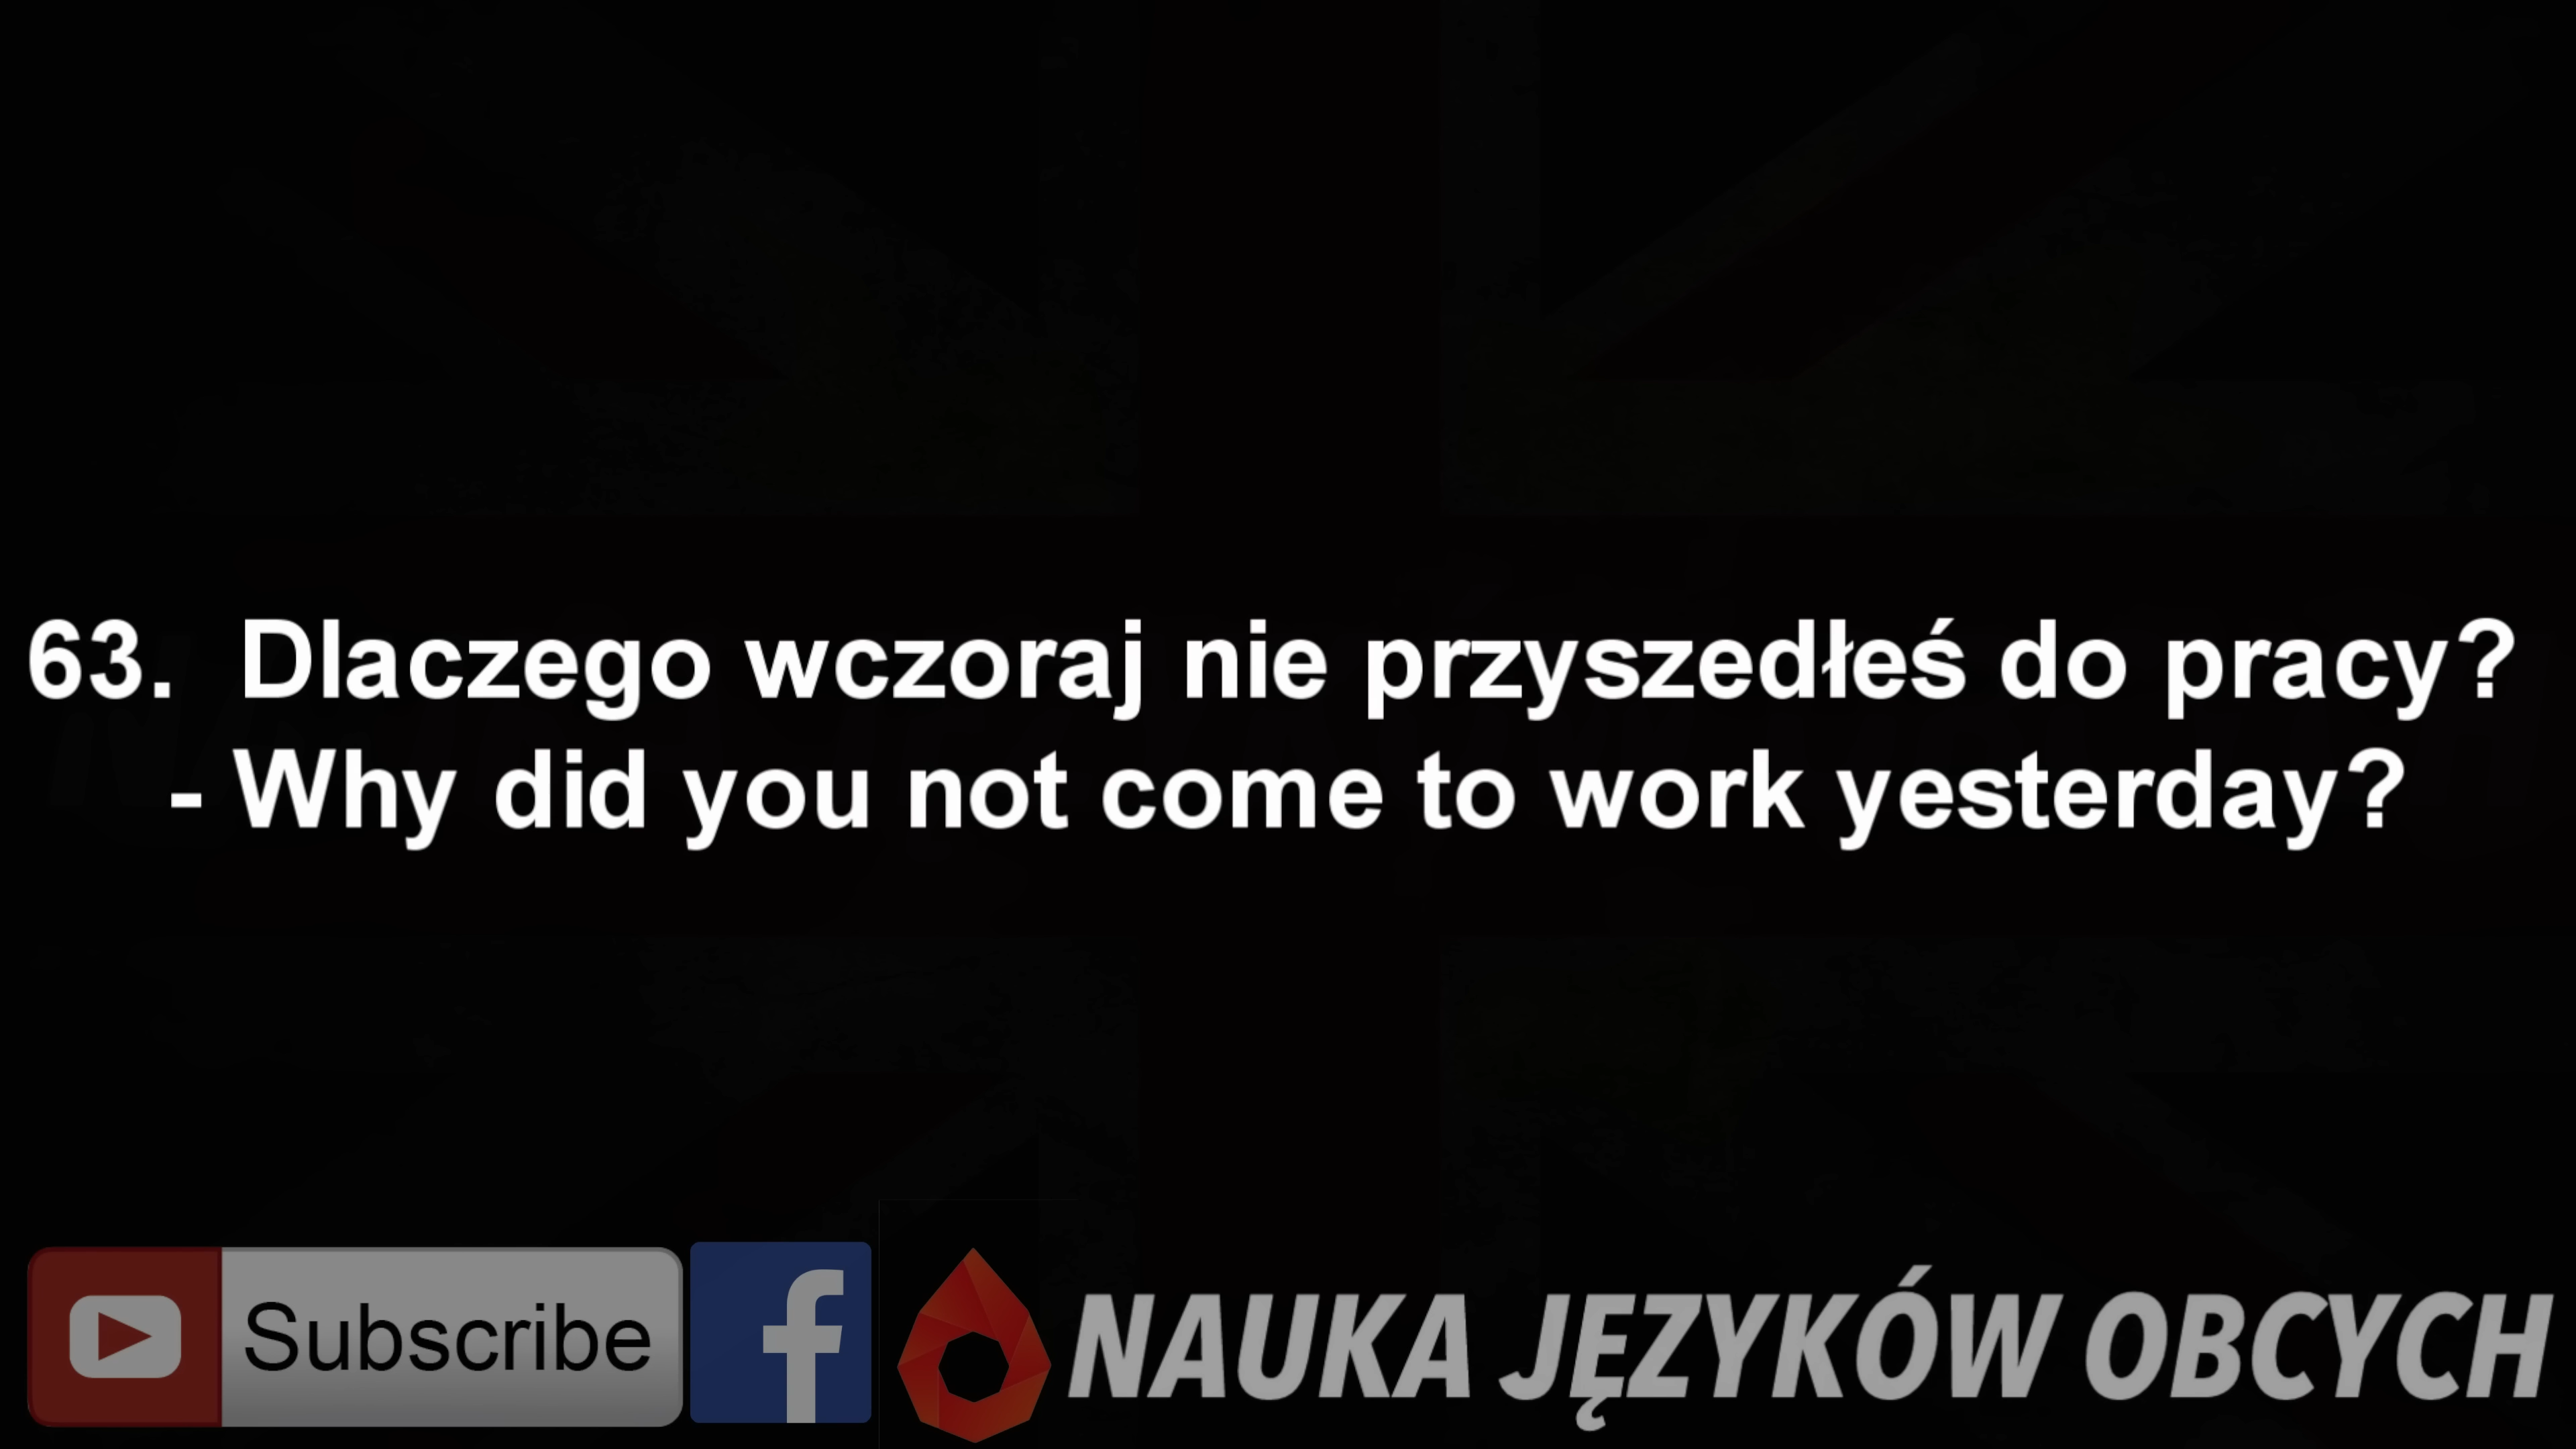 63. Dlaczego wczoraj nie przyszedłeś do pracy?
- Why did you not come to work yesterday?
Subscribe f NAUKA JĘZYKÓW OBCYCH